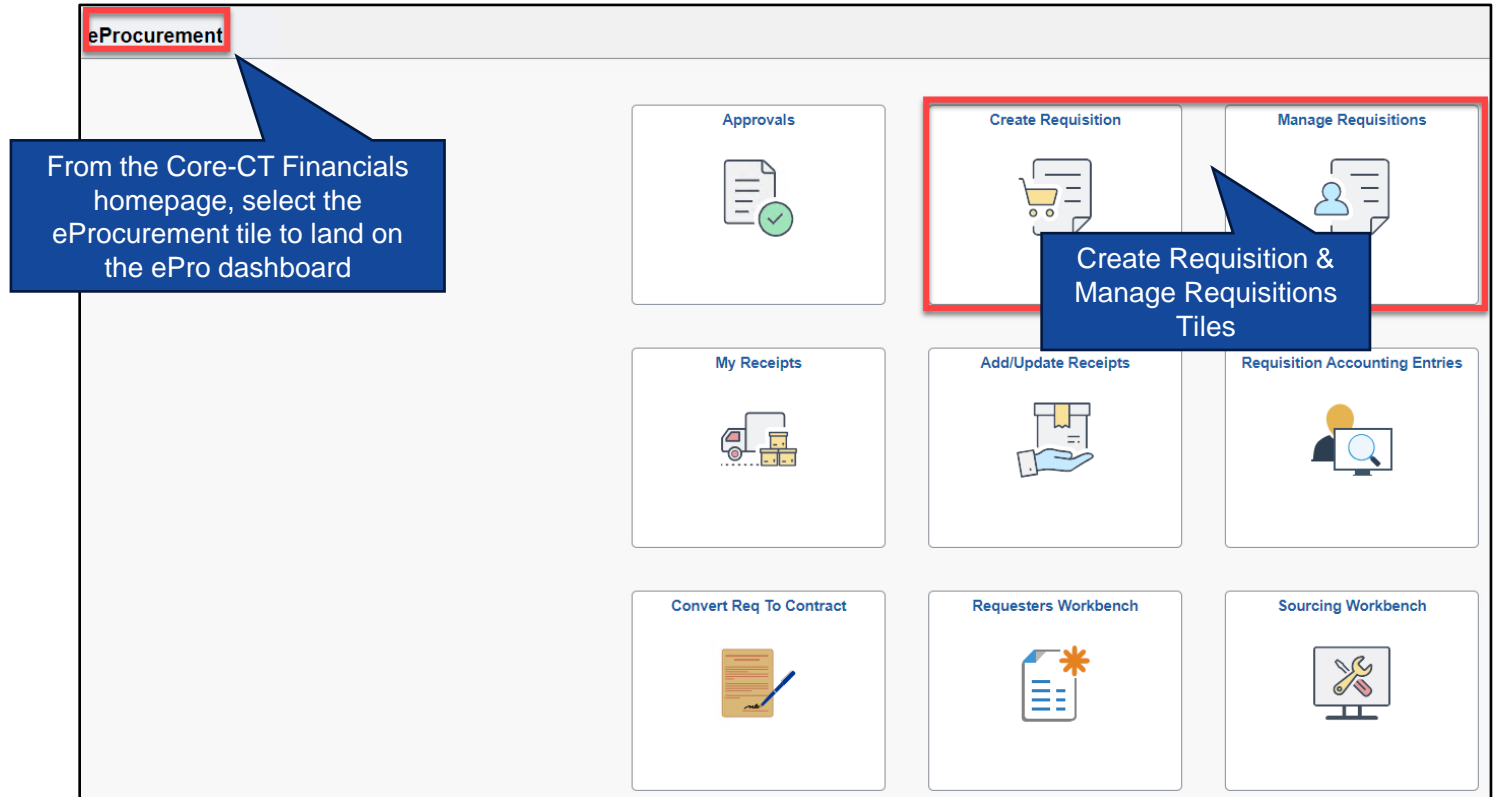 eProcurement
From the Core-CT Financials
homepage, select the
eProcurement tile to land on
the ePro dashboard
Approvals
Create Requisition
Manage Requisitions
Create Requisition &
Manage Requisitions
Tiles
My Receipts
Add/Update Receipts
Requisition Accounting Entries
Convert Req To Contract
Requesters Workbench
Sourcing Workbench